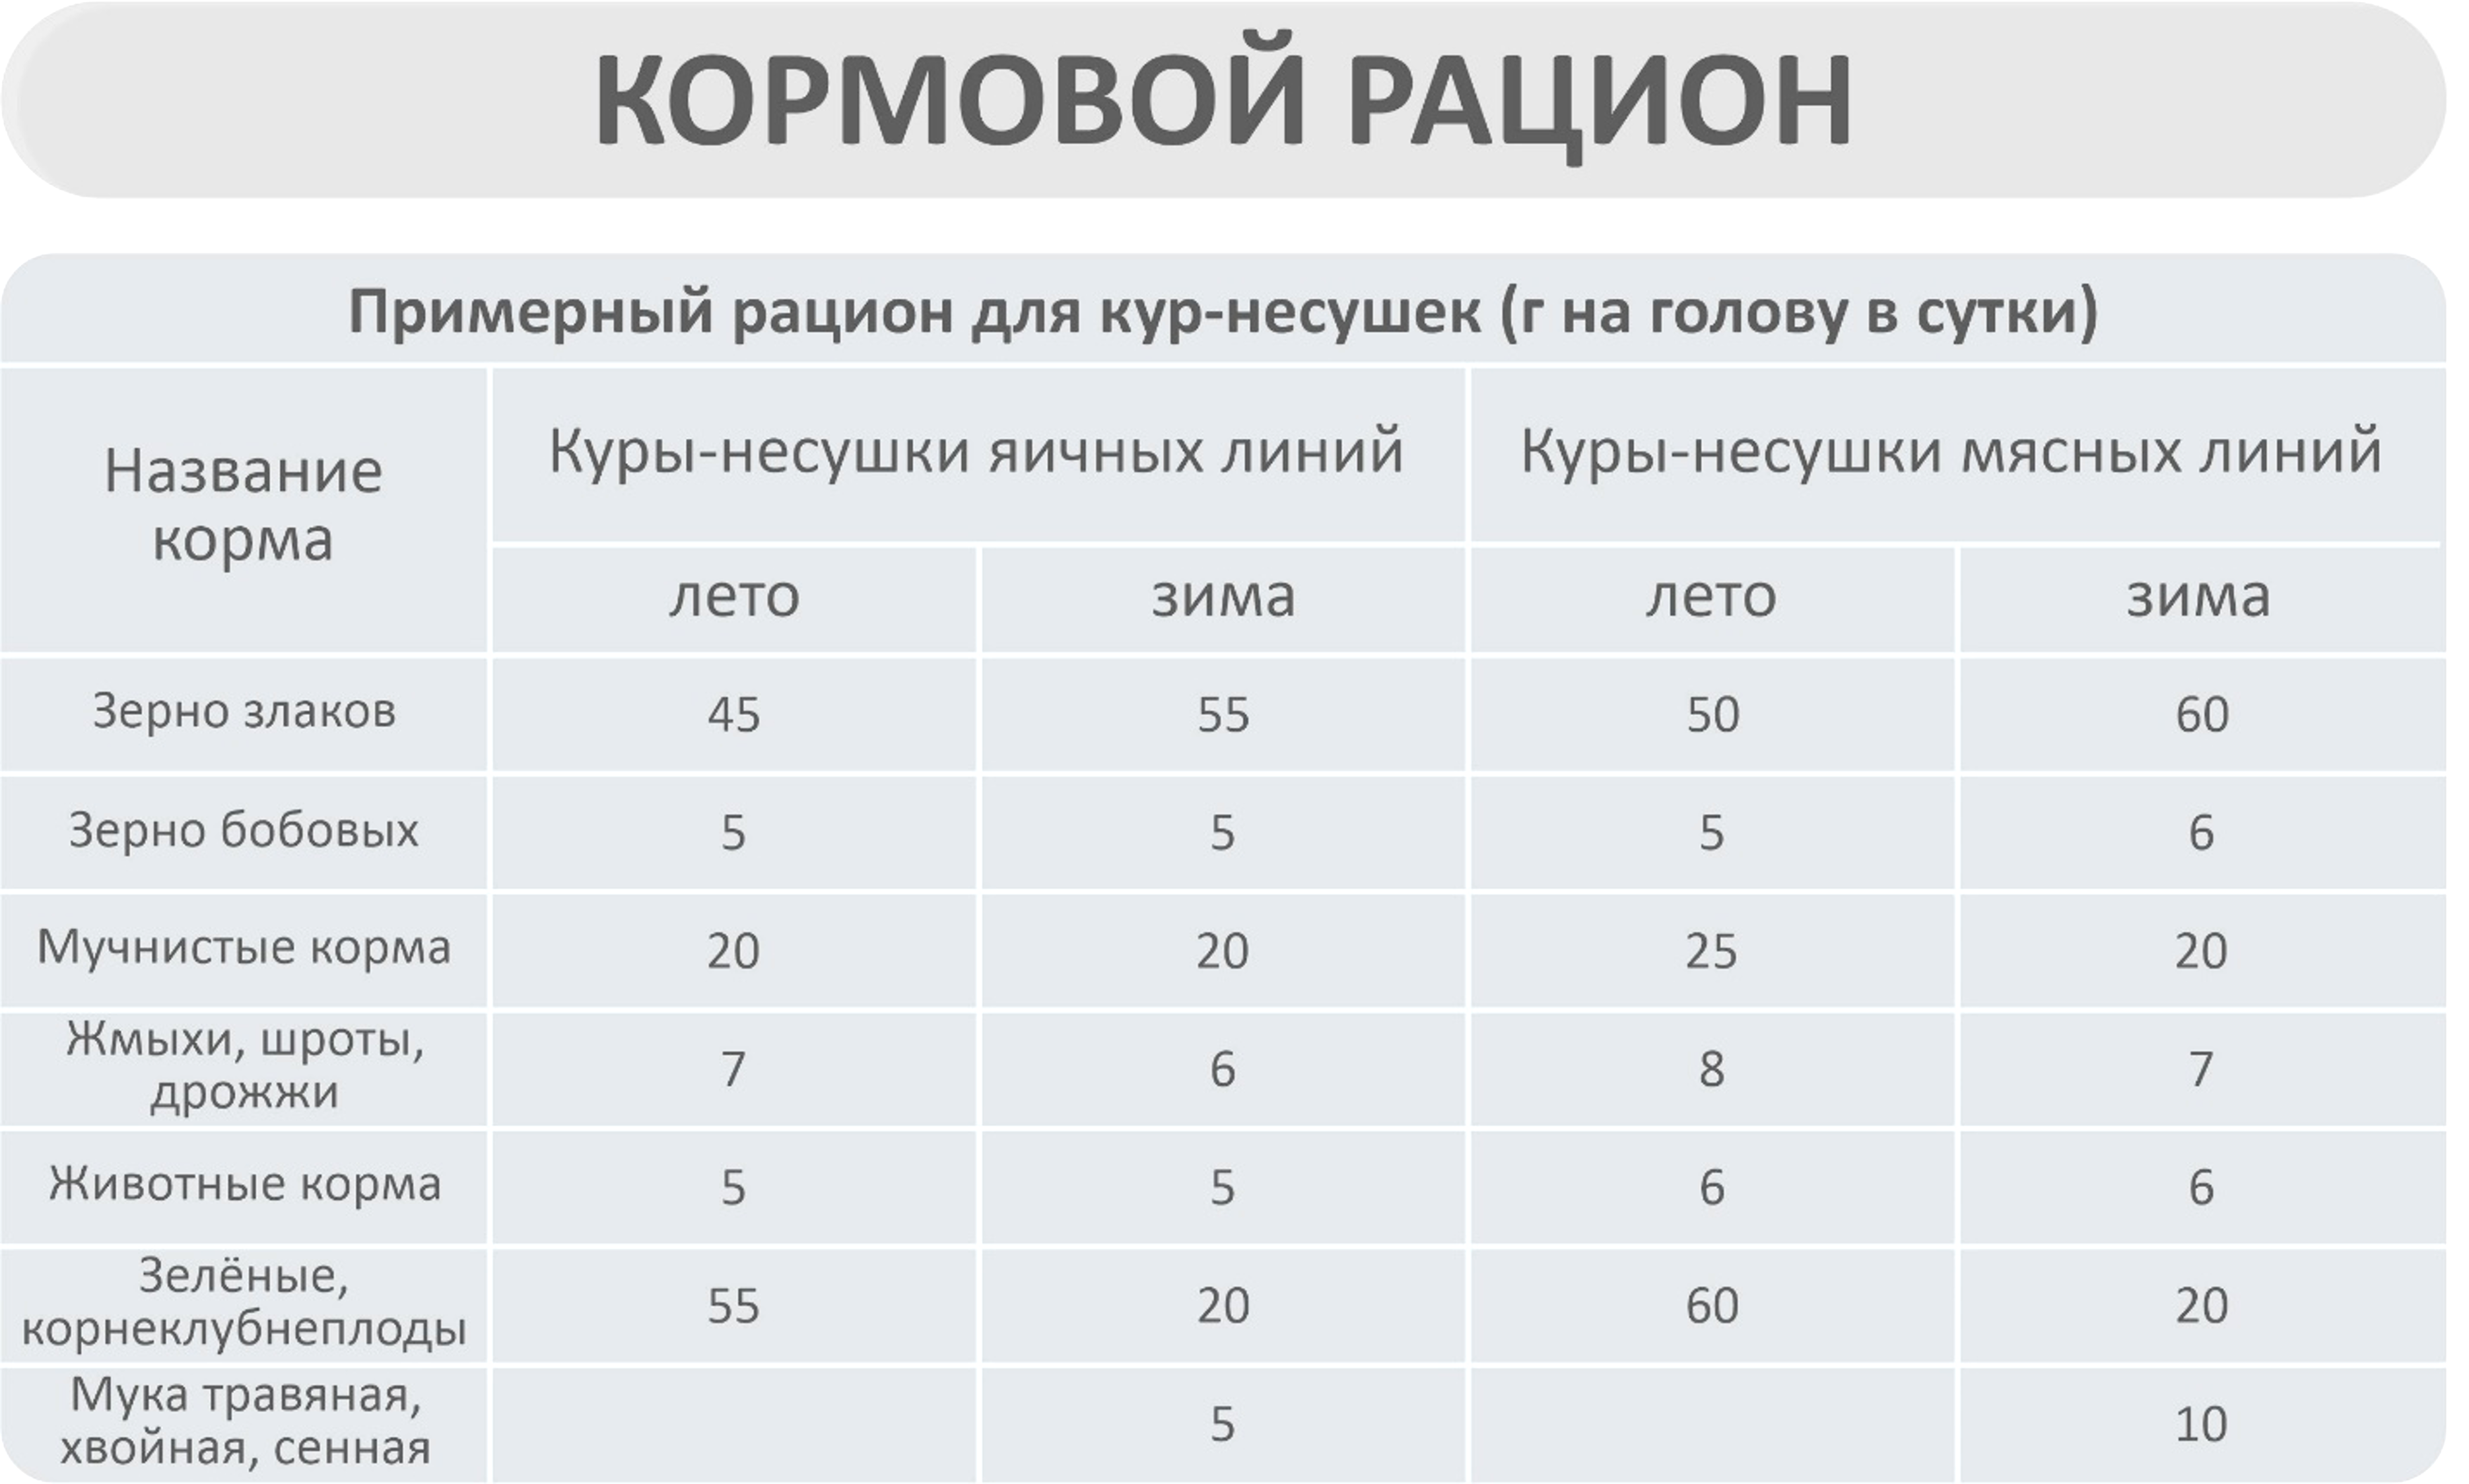 КОРМОВОЙ РАЦИОН
Примерный рацион для кур-несушек (г на голову в сутки)
Название
корма
Куры-несушки яичных линий
Куры-несушки мясных линий
лето зима лето зима
Зерно злаков 45 55 50 60
Зерно бобовых 5 5 5 6
Мучнистые корма 20 20 25 20
Жмыхи, шроты,
дрожжи
7 6 8 7
Животные корма 5 5 6 6
Зелёные,
корнеклубнеплоды
55 20 60 20
Мука травяная,
хвойная, сенная
5 10